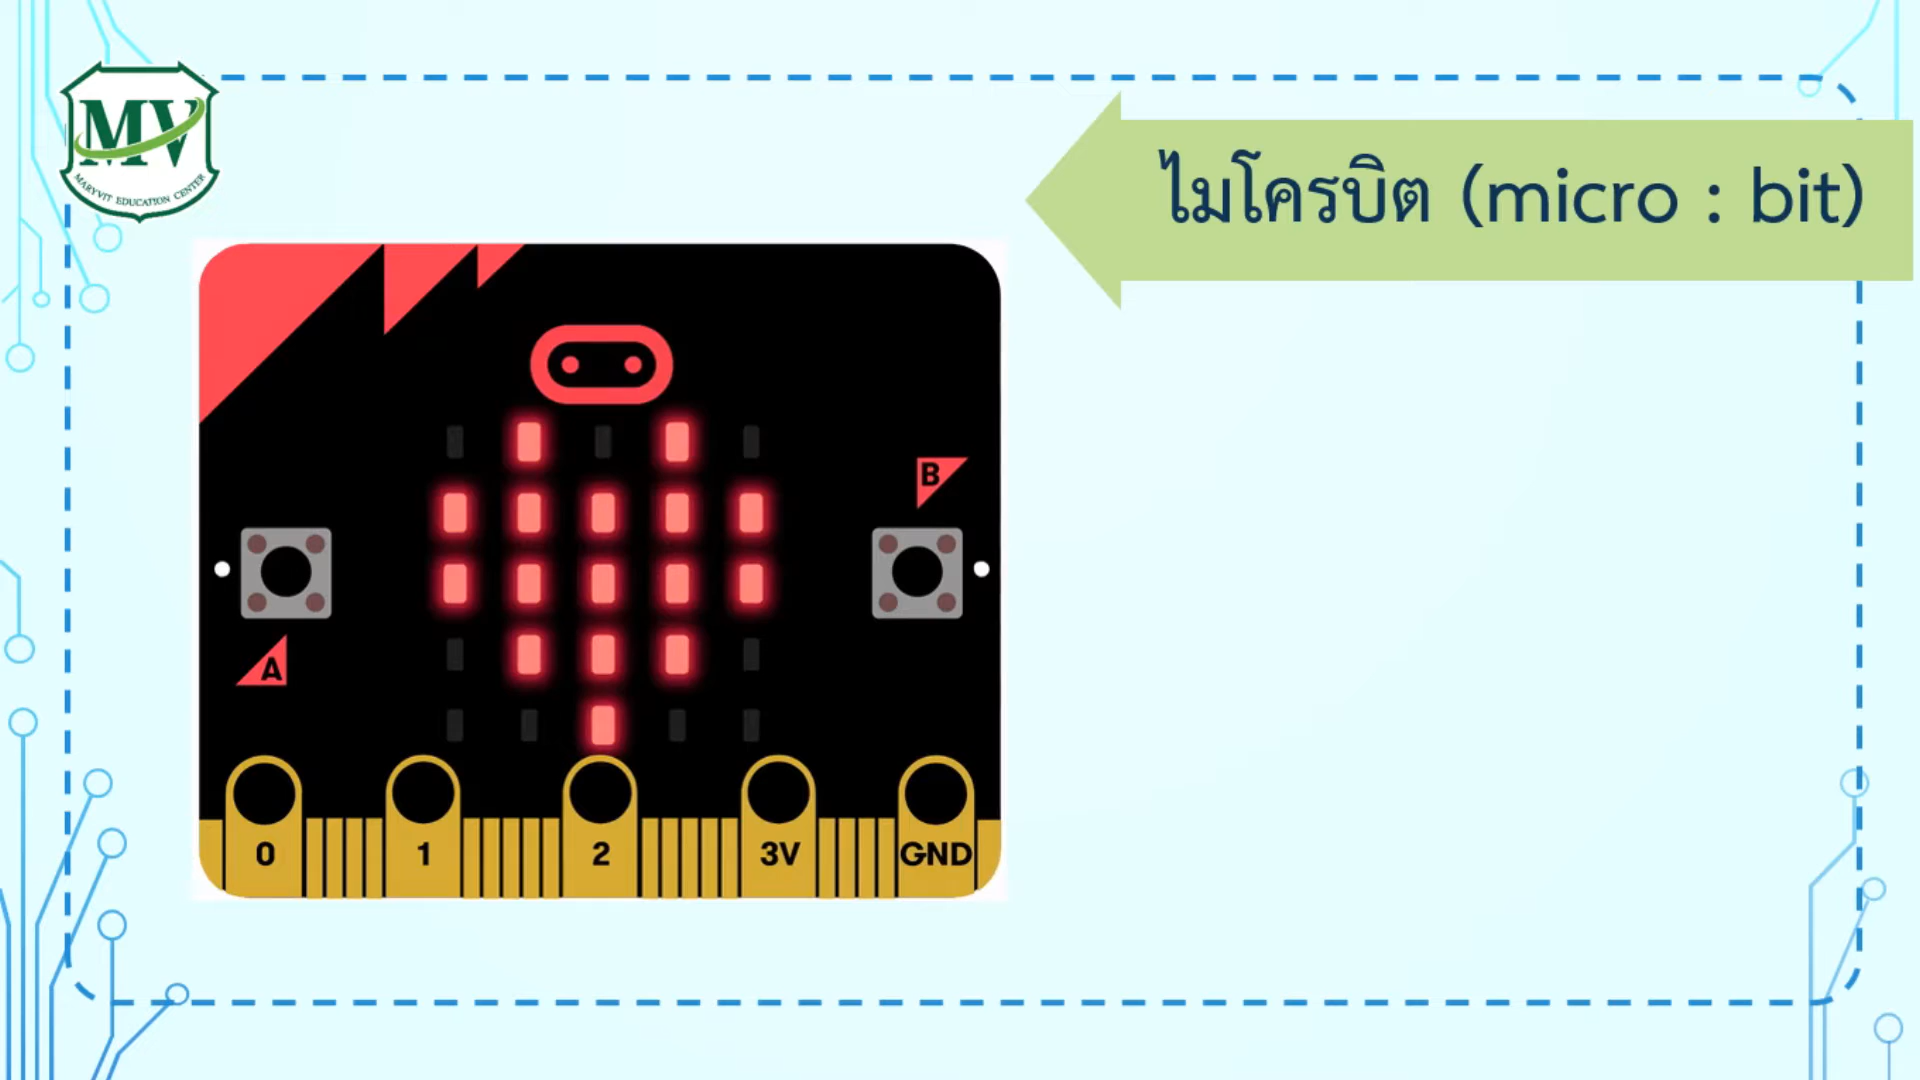 MV
MARYVIT EDUCATION CENTER
ไมโครบิต (micro : bit)
B
A
0 1 2 3V GND